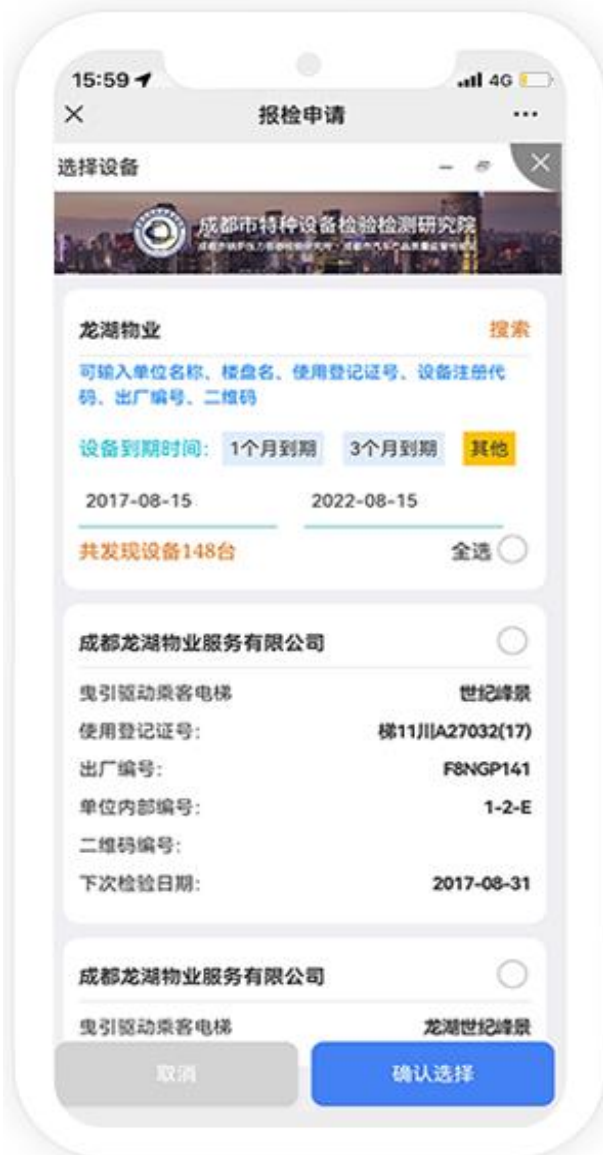 15:59
4G
报检申请
选择设备
成都市特种设备检验检测研究院
龙湖物业
搜索
可输入单位名称、楼盘名、使用登记证号、设备注册代
码、出厂编号、二维码
设备到期时间: 1个月到期 3个月到期 其他
2017-08-15 2022-08-15
共发现设备148台 全选
成都龙湖物业服务有限公司
曳引驱动乘客电梯 世纪峰景
使用登记证号: 梯11川A27032(17)
出厂编号: F8NGP141
单位内部编号: 1-2-E
二维码编号:
下次检验日期: 2017-08-31
成都龙湖物业服务有限公司
曳引驱动乘客电梯 龙湖世纪峰景
取消 确认选择